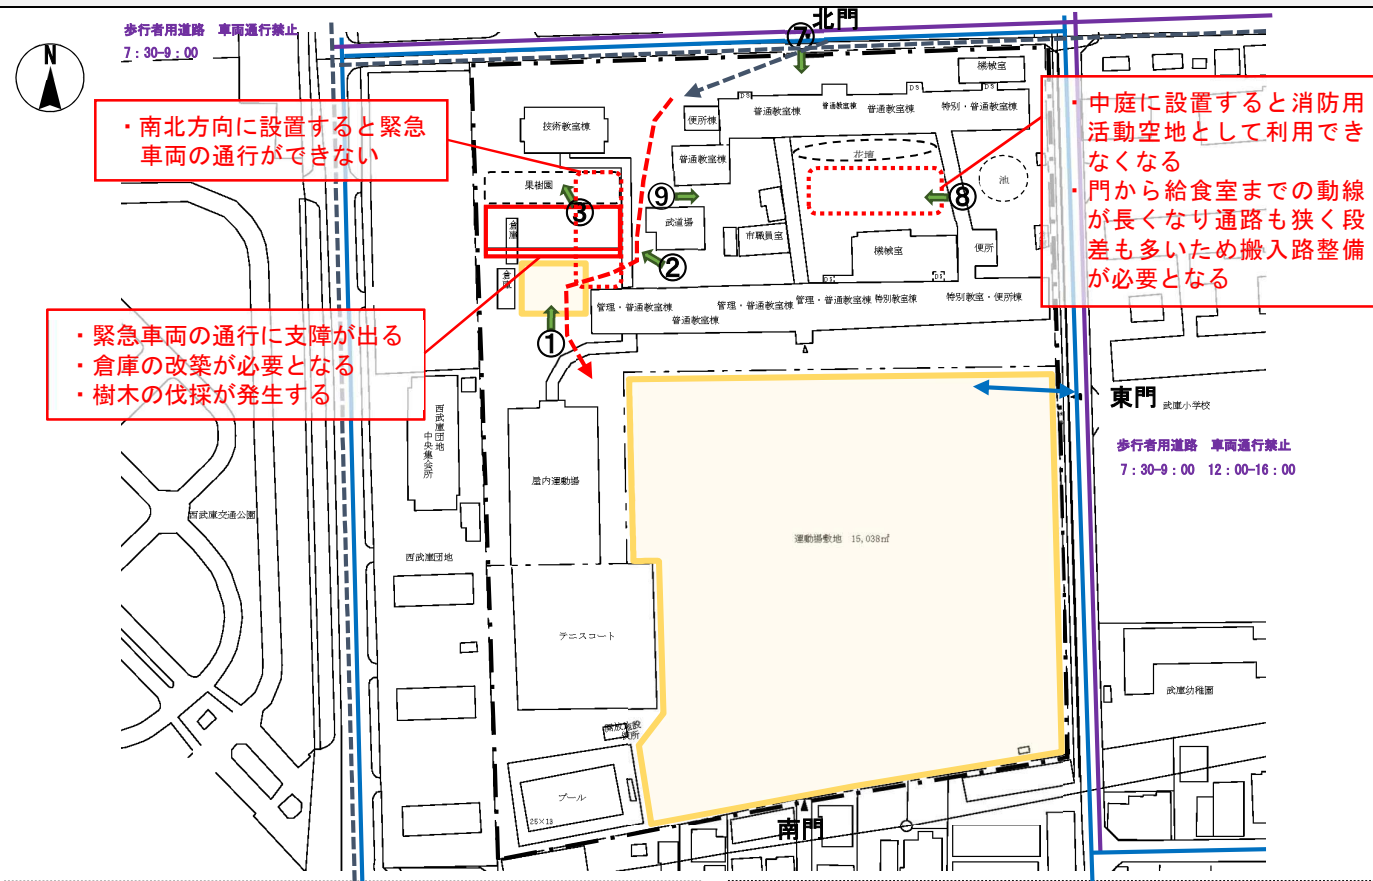 北門
歩行者用道路 車両通行禁止
7：30-9：00
⑦
N
機械室
DS
DS
DS
普通教室棟
普通教室棟
普通教室棟
特別・普通教室棟
便所棟
技術教室棟
・南北方向に設置すると緊急
車両の通行ができない
・中庭に設置すると消防用
活動空地として利用でき
なくなる
・門から給食室までの動線
が長くなり通路も狭く段
差も多いため搬入路整備
が必要となる
普通教室棟
花壇
池
果樹園
③
⑨
⑧
武道場
倉庫
市職員室
機械室
便所
②
倉庫
DS
DS
管理・普通教室棟
管理・普通教室棟
管理・普通教室棟
特別教室棟
特別教室・便所棟
普通教室棟
①
・緊急車両の通行に支障が出る
・倉庫の改築が必要となる
・樹木の伐採が発生する
東門
武庫小学校
歩行者用道路 車両通行禁止
7：30-9：00 12：00-16：00
西武庫団地
中央集会所
屋内運動場
西武庫交通公園
西武庫団地
運動場敷地 15,038㎡
テニスコート
武庫幼稚園
プール
25×13
南門